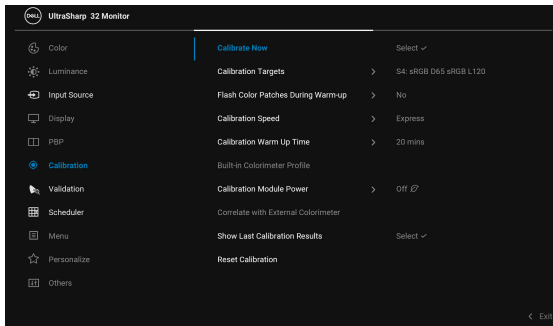 DELL UltraSharp 32 Monitor
Color
Luminance
Input Source
Display
PBP
Calibration
Validation
Scheduler
Menu
Personalize
Others
Calibrate Now Select ✓
Calibration Targets > S4: sRGB D65 sRGB L120
Flash Color Patches During Warm-up > No
Calibration Speed > Express
Calibration Warm Up Time > 20 mins
Built-in Colorimeter Profile
Calibration Module Power > Off
Correlate with External Colorimeter
Show Last Calibration Results Select ✓
Reset Calibration
< Exit